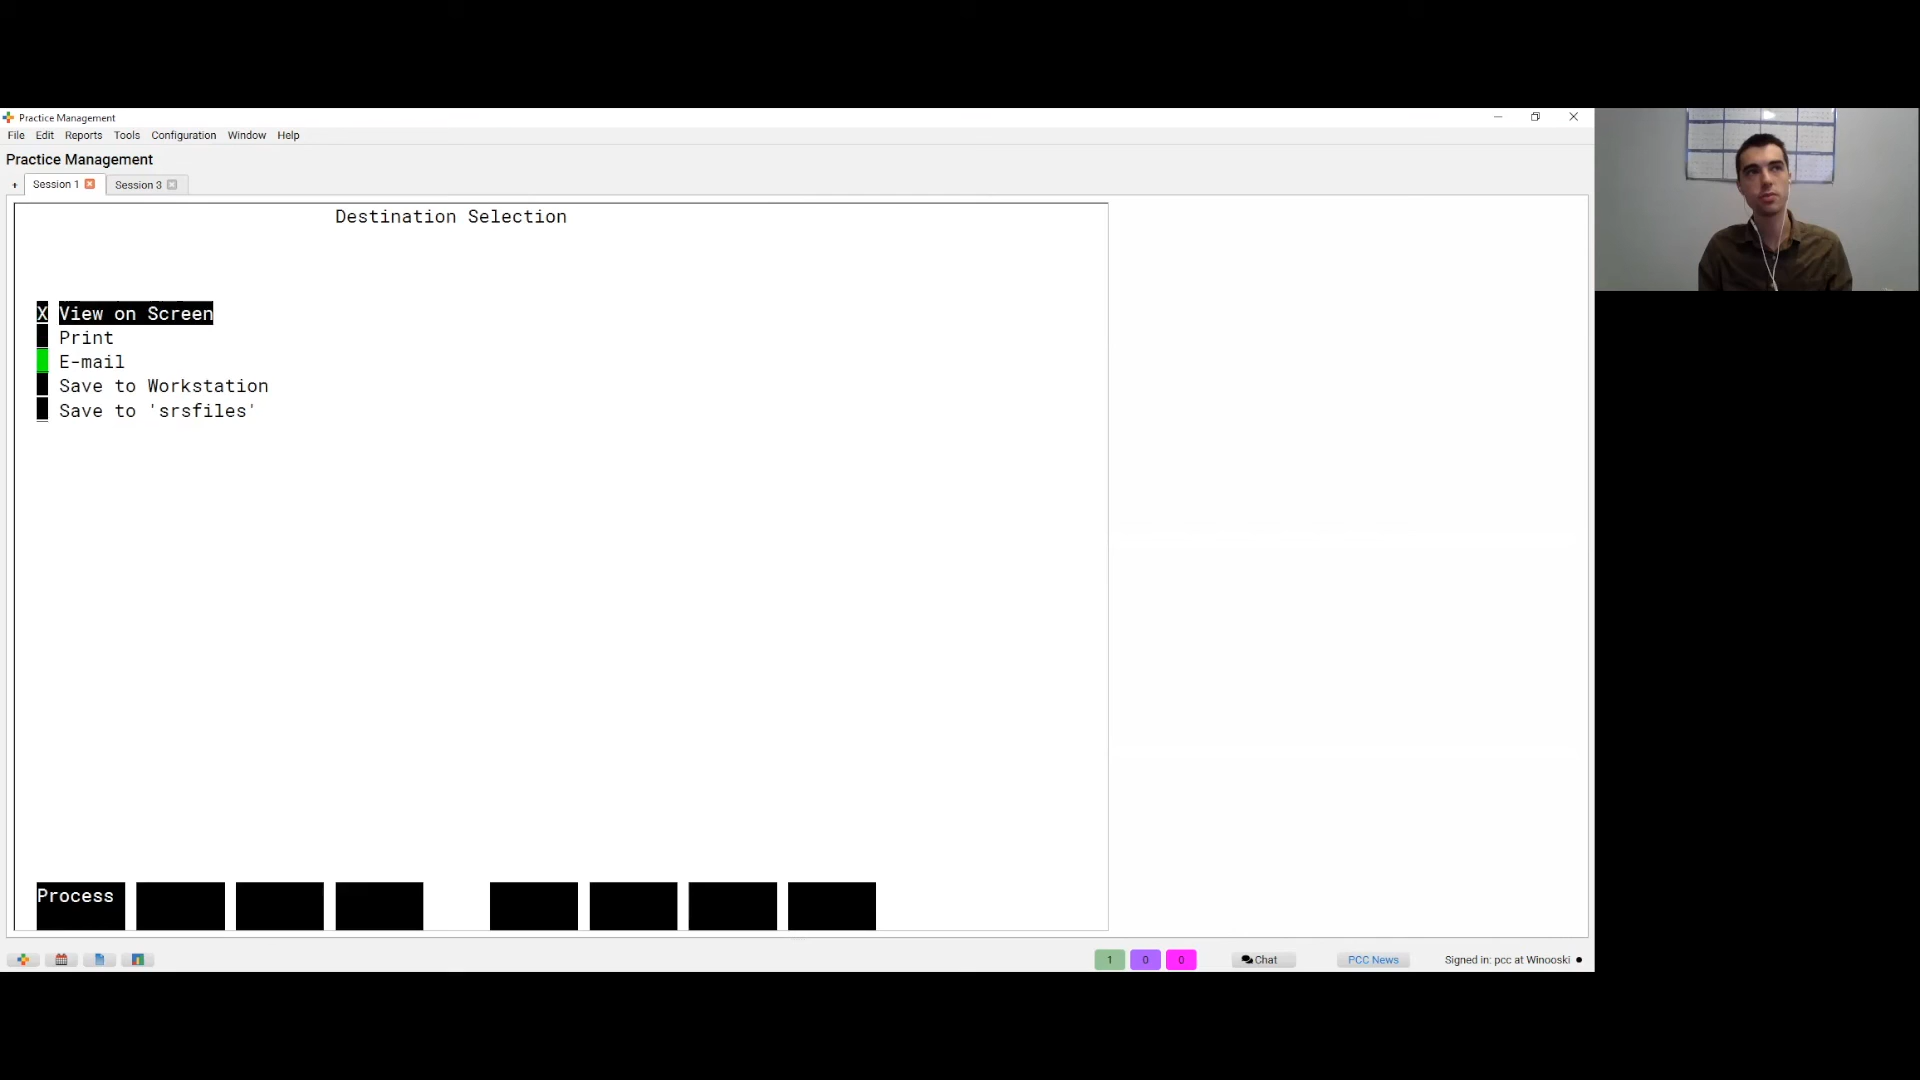 Practice Management
File Edit Reports Tools Configuration Window Help
Practice Management
+ Session 1 Session 3
Destination Selection
X View on Screen
Print
E-mail
Save to Workstation
Save to 'srsfiles'
Process
1 0 0 Chat PCC News Signed in: pcc at Winooski